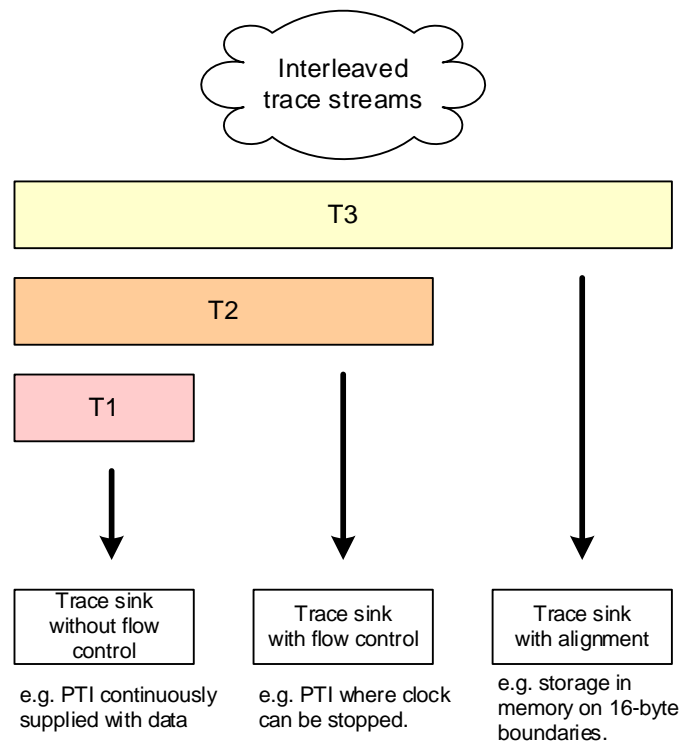 Interleaved
trace streams
T3
T2
T1
Trace sink
without flow
control
Trace sink
with flow control
Trace sink
with alignment
e.g. PTI continuously
supplied with data
e.g. PTI where clock
can be stopped.
e.g. storage in
memory on 16-byte
boundaries.